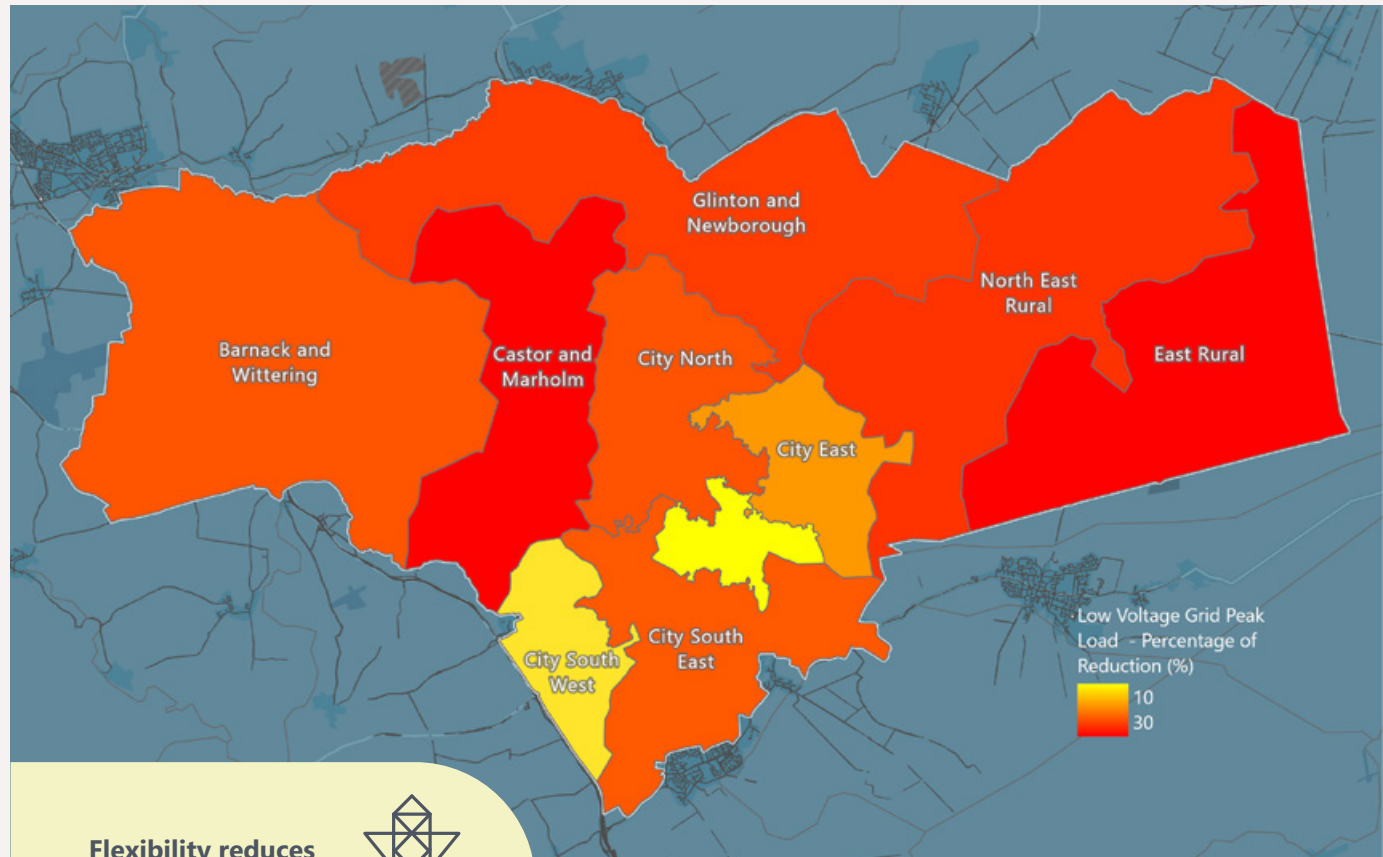 Glinton and
Newborough
North East
Rural
Barnack and
Wittering
Castor and
Marholm
City North
East Rural
City East
City South
East
City South
West
Low Voltage Grid Peak
Load - Percentage of
Reduction (%)
10
30
Flexibility reduces